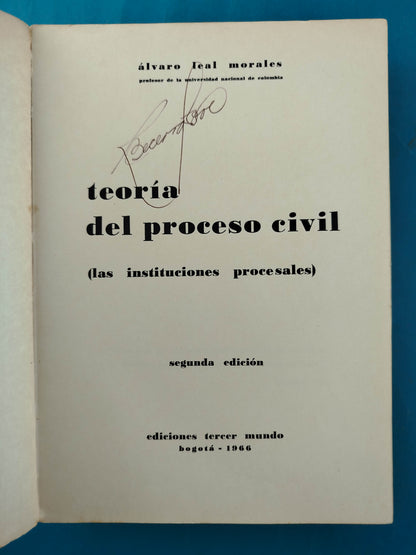 álvaro leal morales
profesor de la universidad nacional de colombia
teoría
del proceso civil
(las instituciones procesales)
segunda edición
ediciones tercer mundo
bogotá - 1966